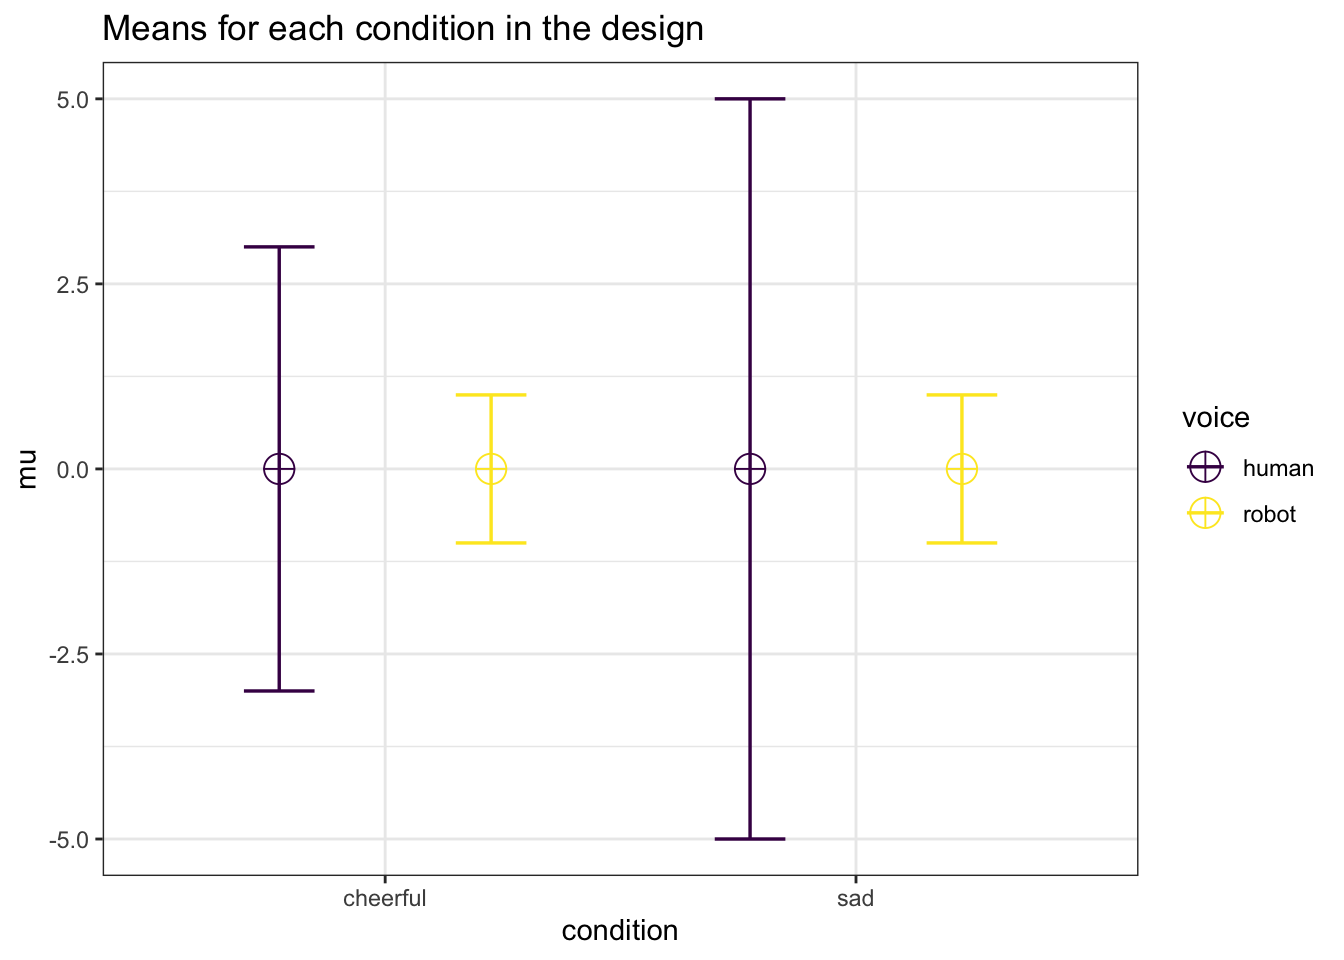 Means for each condition in the design
5.0
2.5
0.0
-2.5
-5.0
mu
cheerful
sad
condition
voice
human
robot